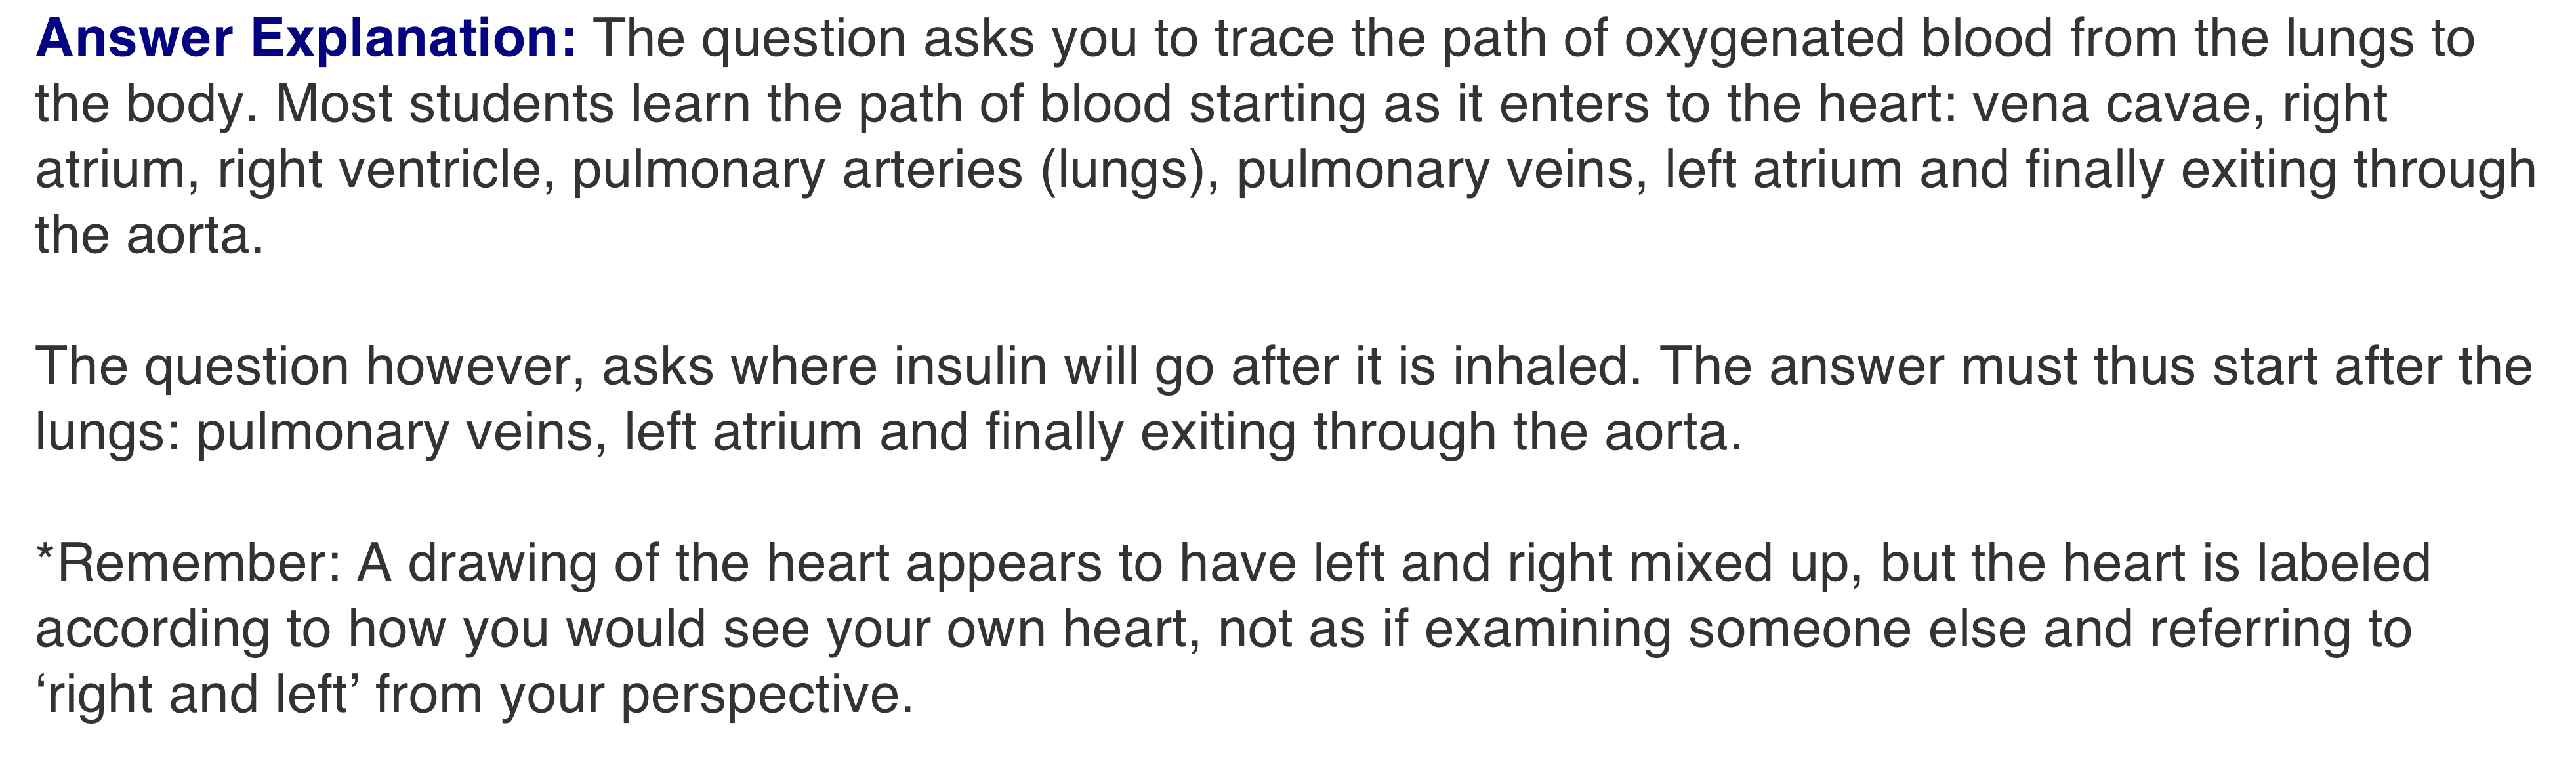 Answer Explanation: The question asks you to trace the path of oxygenated blood from the lungs to
the body. Most students learn the path of blood starting as it enters to the heart: vena cavae, right
atrium, right ventricle, pulmonary arteries (lungs), pulmonary veins, left atrium and finally exiting through
the aorta.
The question however, asks where insulin will go after it is inhaled. The answer must thus start after the
lungs: pulmonary veins, left atrium and finally exiting through the aorta.
*Remember: A drawing of the heart appears to have left and right mixed up, but the heart is labeled
according to how you would see your own heart, not as if examining someone else and referring to
‘right and left’ from your perspective.